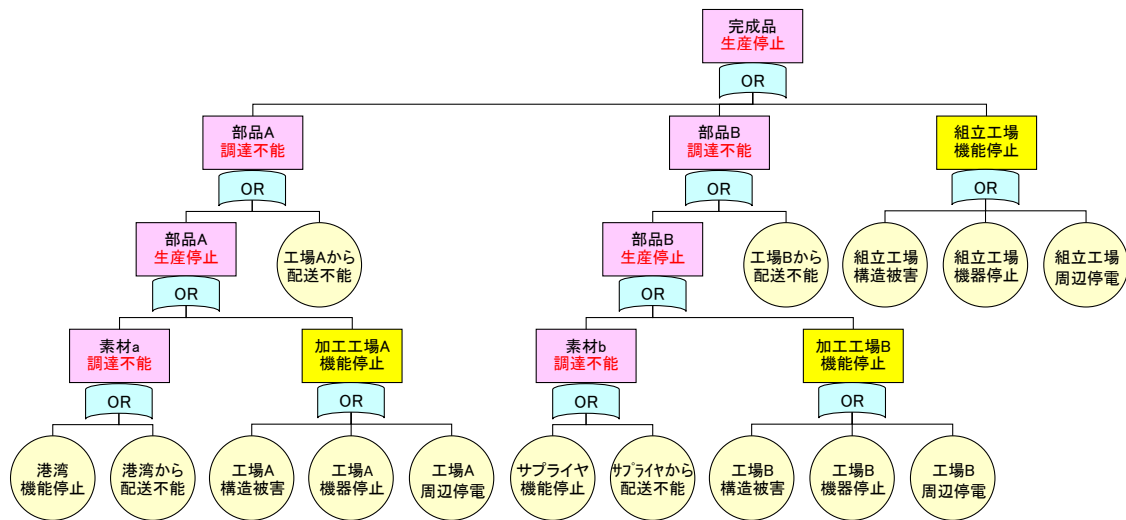 完成品
生産停止
OR
部品A
調達不能
部品B
調達不能
組立工場
機能停止
OR
OR
OR
部品A
生産停止
工場Aから
配送不能
部品B
生産停止
工場Bから
配送不能
組立工場
構造被害
組立工場
機器停止
組立工場
周辺停電
OR
OR
素材a
調達不能
加工工場A
機能停止
素材b
調達不能
加工工場B
機能停止
OR
OR
OR
OR
港湾
機能停止
港湾から
配送不能
工場A
構造被害
工場A
機器停止
工場A
周辺停電
サプライヤ
機能停止
サプライヤから
配送不能
工場B
構造被害
工場B
機器停止
工場B
周辺停電